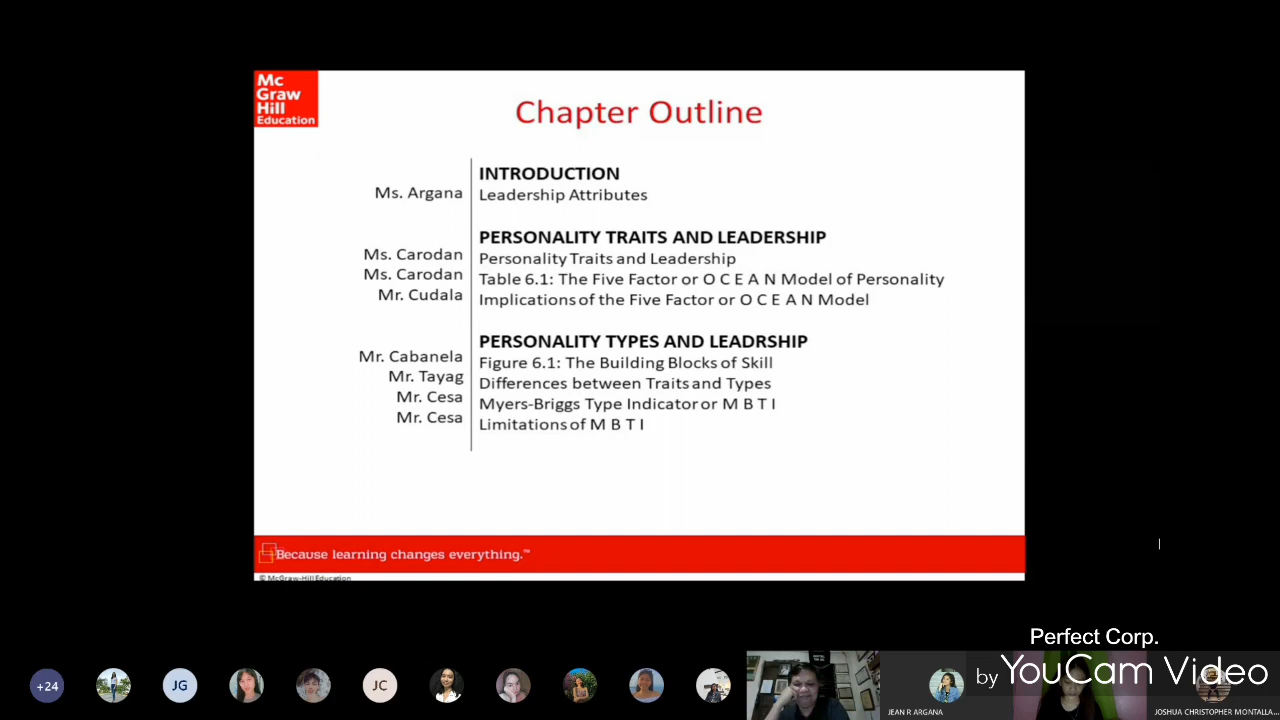 Mc
Graw
Hill
Education
Chapter Outline
INTRODUCTION
Ms. Argana Leadership Attributes
PERSONALITY TRAITS AND LEADERSHIP
Ms. Carodan Personality Traits and Leadership
Ms. Carodan Table 6.1: The Five Factor or O C E A N Model of Personality
Mr. Cudala Implications of the Five Factor or O C E A N Model
PERSONALITY TYPES AND LEADRSHIP
Mr. Cabanela Figure 6.1: The Building Blocks of Skill
Mr. Tayag Differences between Traits and Types
Mr. Cesa Myers-Briggs Type Indicator or M B T I
Mr. Cesa Limitations of M B T I
Because learning changes everything.™
© McGraw-Hill Education
Perfect Corp.
by YouCam Video
+24
JG
JC
JEAN R ARGANA
JOSHUA CHRISTOPHER MONTALLA...